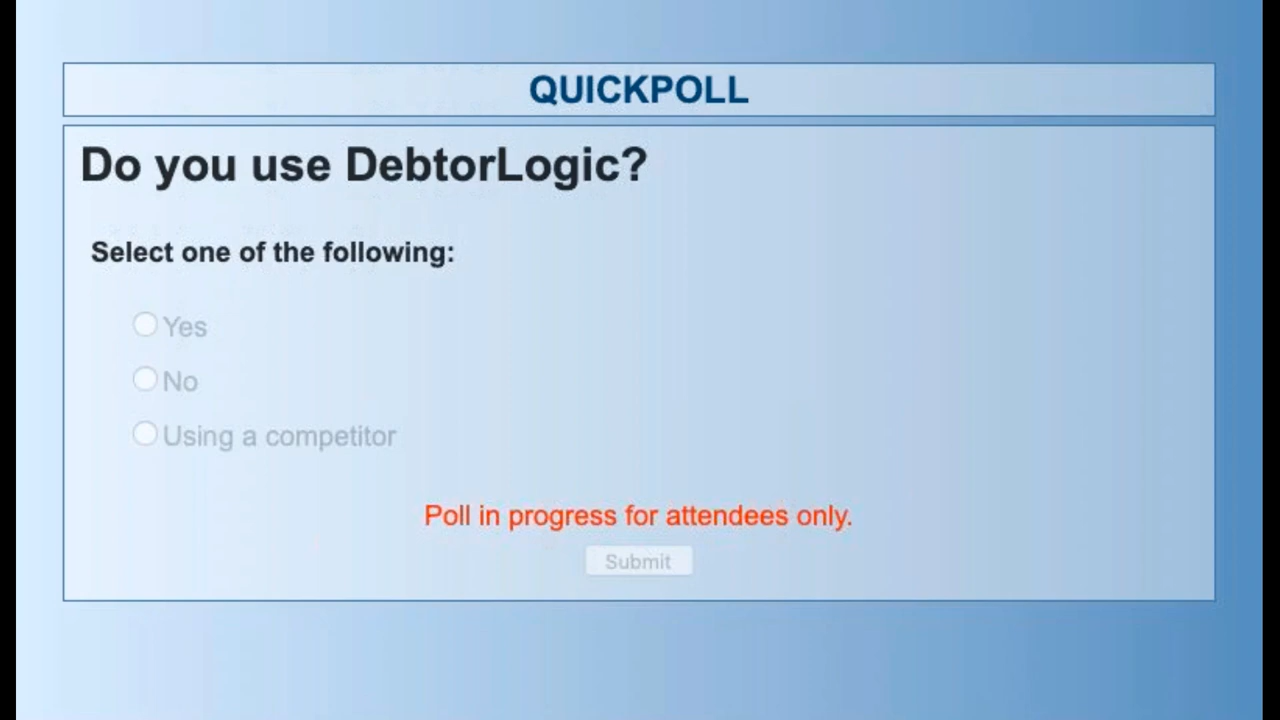 QUICKPOLL
Do you use DebtorLogic?
Select one of the following:
Yes
No
Using a competitor
Poll in progress for attendees only.
Submit